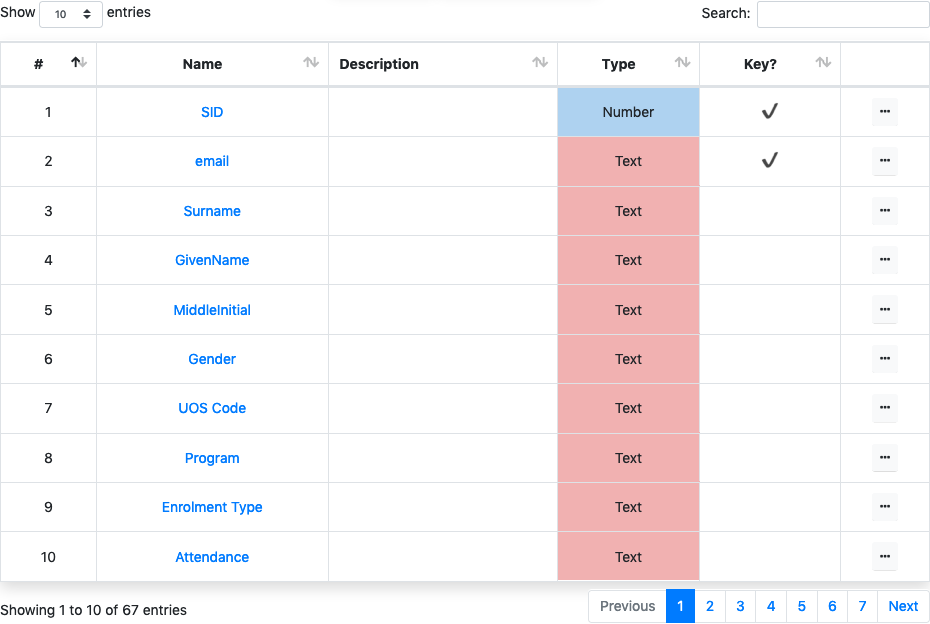 Show 10 entries Search:
# Name Description Type Key?
1 SID Number ✓
2 email Text ✓
3 Surname Text
4 GivenName Text
5 MiddleInitial Text
6 Gender Text
7 UOS Code Text
8 Program Text
9 Enrolment Type Text
10 Attendance Text
Showing 1 to 10 of 67 entries Previous 1 2 3 4 5 6 7 Next